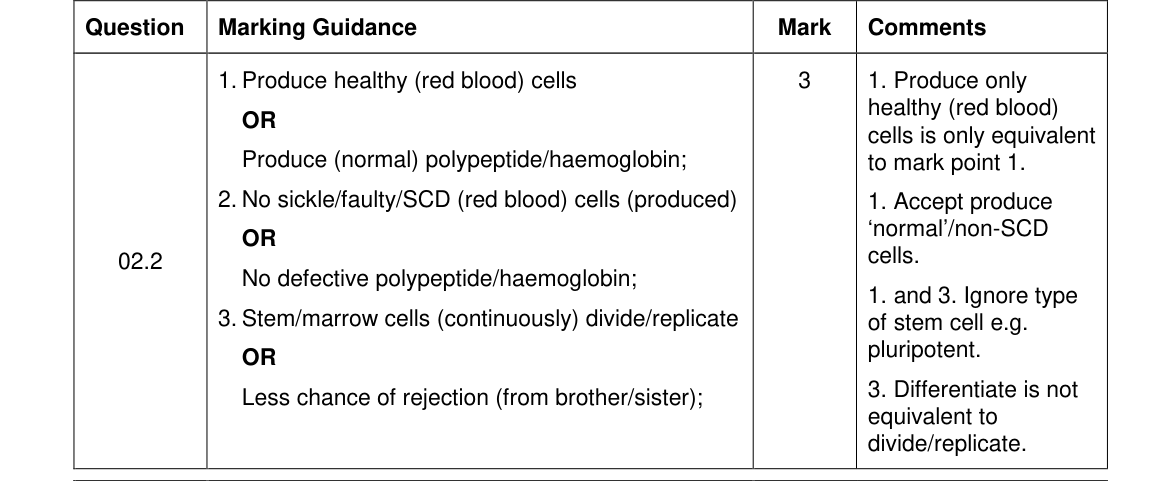 Question Marking Guidance Mark Comments
02.2
1. Produce healthy (red blood) cells
OR
Produce (normal) polypeptide/haemoglobin;
2. No sickle/faulty/SCD (red blood) cells (produced)
OR
No defective polypeptide/haemoglobin;
3. Stem/marrow cells (continuously) divide/replicate
OR
Less chance of rejection (from brother/sister);
3
1. Produce only
healthy (red blood)
cells is only equivalent
to mark point 1.
1. Accept produce
‘normal’/non-SCD
cells.
1. and 3. Ignore type
of stem cell e.g.
pluripotent.
3. Differentiate is not
equivalent to
divide/replicate.